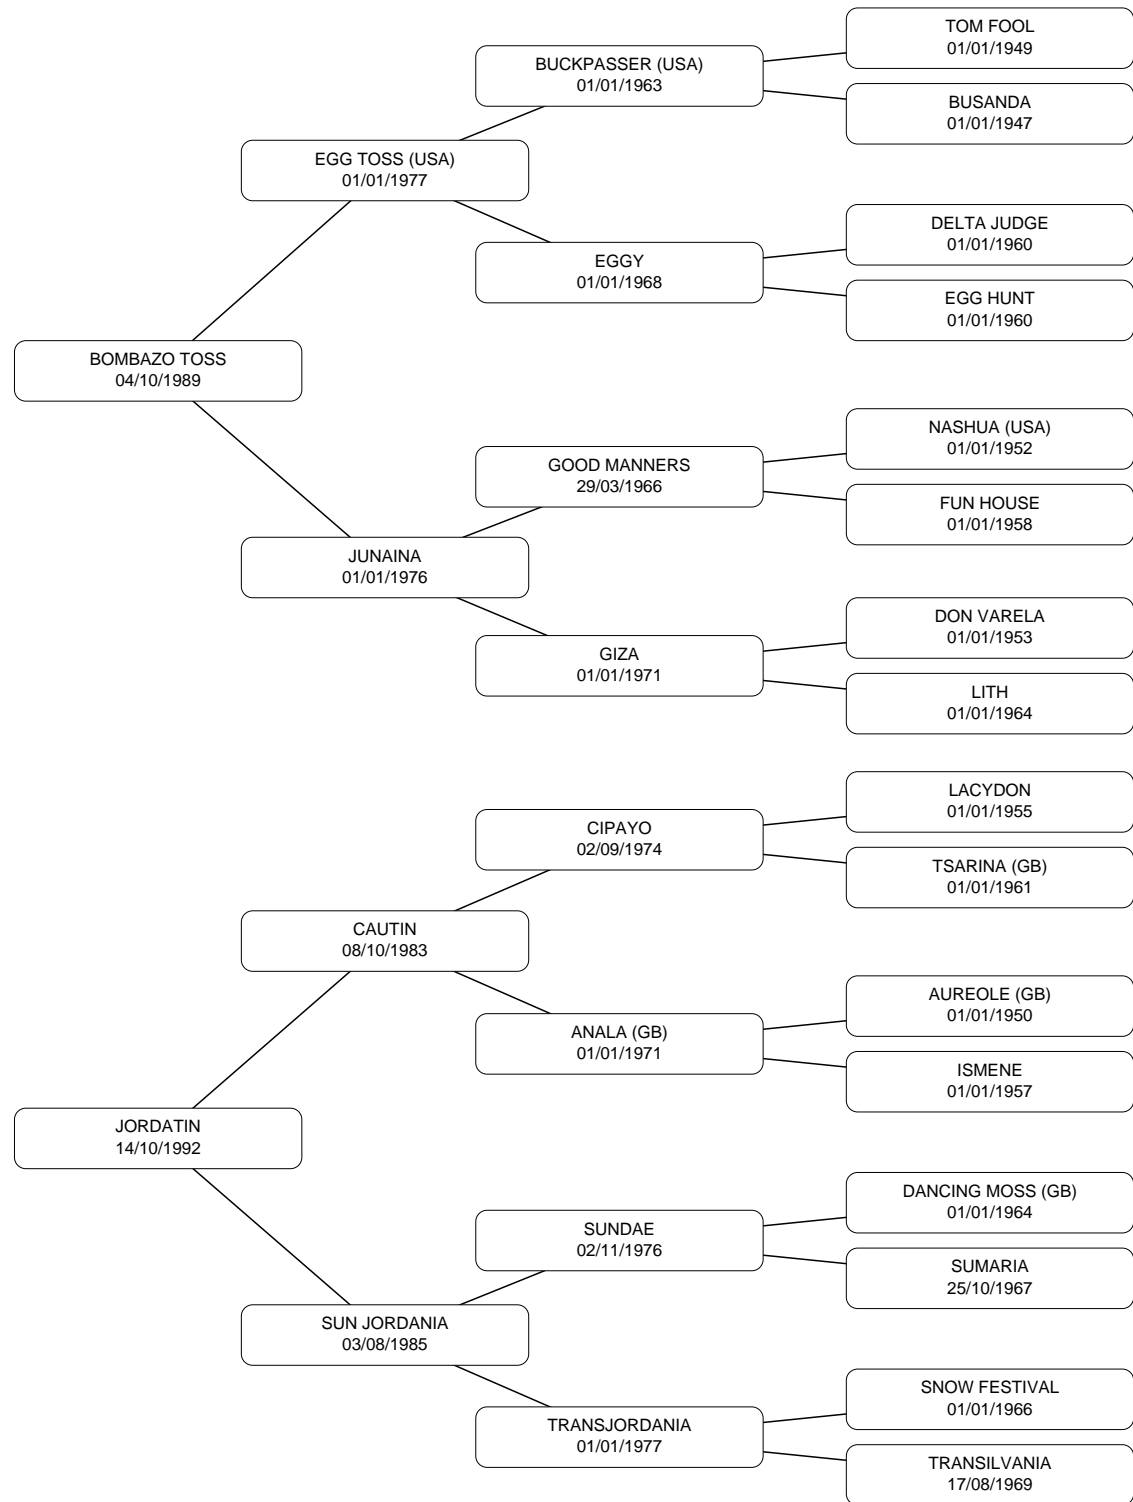 TOM FOOL
01/01/1949
BUCKPASSER (USA)
01/01/1963
BUSANDA
01/01/1947
EGG TOSS (USA)
01/01/1977
DELTA JUDGE
01/01/1960
EGGY
01/01/1968
EGG HUNT
01/01/1960
BOMBAZO TOSS
04/10/1989
NASHUA (USA)
01/01/1952
GOOD MANNERS
29/03/1966
FUN HOUSE
01/01/1958
JUNAINA
01/01/1976
DON VARELA
01/01/1953
GIZA
01/01/1971
LITH
01/01/1964
LACYDON
01/01/1955
CIPAYO
02/09/1974
TSARINA (GB)
01/01/1961
CAUTIN
08/10/1983
AUREOLE (GB)
01/01/1950
ANALA (GB)
01/01/1971
ISMENE
01/01/1957
JORDATIN
14/10/1992
DANCING MOSS (GB)
01/01/1964
SUNDAE
02/11/1976
SUMARIA
25/10/1967
SUN JORDANIA
03/08/1985
SNOW FESTIVAL
01/01/1966
TRANSJORDANIA
01/01/1977
TRANSILVANIA
17/08/1969